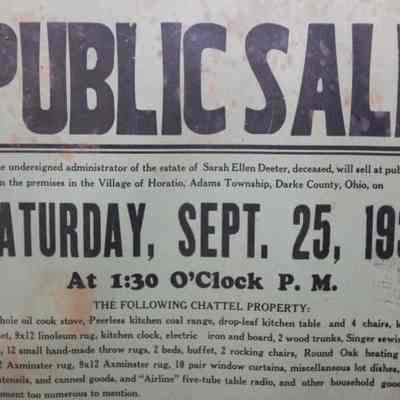 PUBLIC SAL
e undersigned administrator of the estate of Sarah Ellen Deeter, deceased, will sell at pub
n the premises in the Village of Horatio, Adams Township, Darke County, Ohio, on
ATURDAY, SEPT. 25, 193
At 1:30 O'Clock P. M.
THE FOLLOWING CHATTEL PROPERTY:
hole oil cook stove, Peerless kitchen coal range, drop-leaf kitchen table and 4 chairs, k
et, 9x12 linoleum rug, kitchen clock, electric iron and board, 2 wood trunks, Singer sewin
, 12 small hand-made throw rugs, 2 beds, buffet, 2 rocking chairs, Round Oak heating
2 Axminster rug, 9x12 Axminster rug, 10 pair window curtains, miscellaneous lot dishes,
tensils, and canned goods, and "Airline" five-tube table radio, and other household good
ment too numerous to mention.